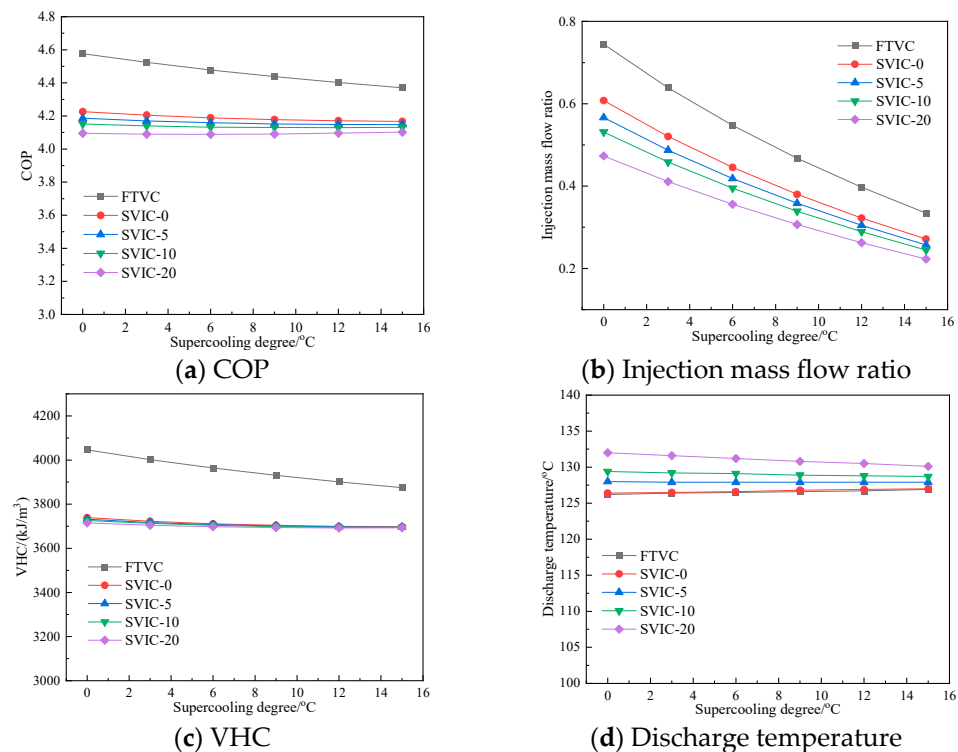 4.8
4.6
4.4
4.2
4.0
3.8
3.6
3.4
3.2
3.0
COP
FTVC
SVIC-0
SVIC-5
SVIC-10
SVIC-20
0 2 4 6 8 10 12 14 16
Supercooling degree/°C
(a) COP
0.8
0.6
0.4
0.2
Injection mass flow ratio
FTVC
SVIC-0
SVIC-5
SVIC-10
SVIC-20
0 2 4 6 8 10 12 14 16
Supercooling degree/°C
(b) Injection mass flow ratio
4200
4000
3800
3600
3400
3200
3000
VHC/(kJ/m³)
FTVC
SVIC-0
SVIC-5
SVIC-10
SVIC-20
0 2 4 6 8 10 12 14 16
Supercooling degree/°C
(c) VHC
140
135
130
125
120
115
110
105
100
Discharge temperature/°C
FTVC
SVIC-0
SVIC-5
SVIC-10
SVIC-20
0 2 4 6 8 10 12 14 16
Supercooling degree/°C
(d) Discharge temperature